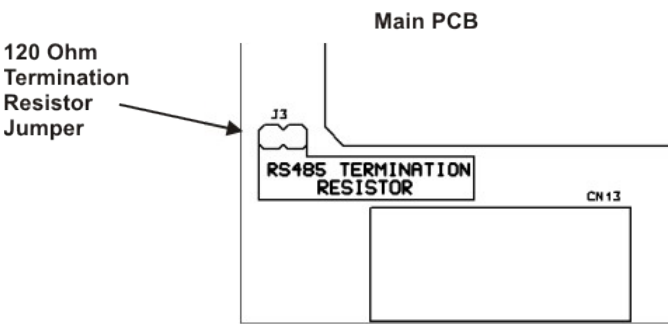 Main PCB
120 Ohm
Termination
Resistor
Jumper
J3
RS485 TERMINATION
RESISTOR
CN13